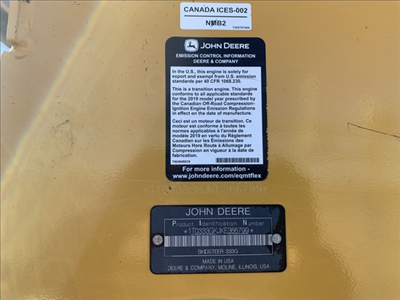 CANADA ICES-002
NMB2
JOHN DEERE
EMISSION CONTROL INFORMATION
DEERE & COMPANY
In the U.S., this engine is solely for
export and exempt from U.S. emission
standards per 40 CFR 1068.230.
This is a transition engine. This engine
conforms to all applicable standards
for the 2019 model year prescribed by the
Canadian Off-Road Compression-
Ignition Engine Emission Regulations
in effect on the date of manufacture.
Ceci est un moteur de transition. Ce
moteur est conforme à toutes les
normes applicables à l'année de
modèle 2019 en vertu du Règlement
Canadien sur les Émissions des
Moteurs Hors Route à Allumage par
Compression en vigueur à la date de
fabrication.
For more information -
www.johndeere.com/eqmtflex
JOHN DEERE
Product Identification Number
*1T0333GKJKF366799*
SKIDSTEER 333G
MADE IN USA
DEERE & COMPANY MOLINE, ILLINOIS, USA